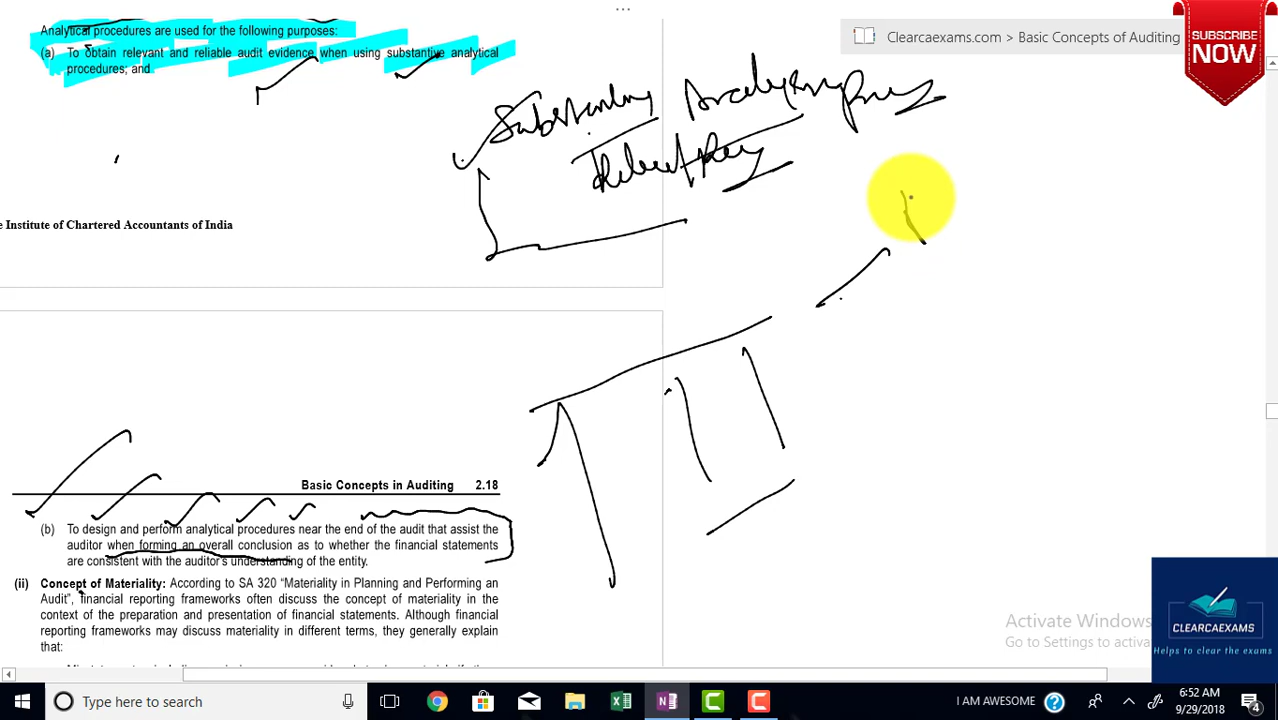 Analytical procedures are used for the following purposes:
(a) To obtain relevant and reliable audit evidence when using substantive analytical
procedures; and
Clearcaexams.com > Basic Concepts of Auditing
SUBSCRIBE
NOW
e Institute of Chartered Accountants of India
Basic Concepts in Auditing 2.18
(b) To design and perform analytical procedures near the end of the audit that assist the
auditor when forming an overall conclusion as to whether the financial statements
are consistent with the auditor's understanding of the entity.
(ii) Concept of Materiality: According to SA 320 “Materiality in Planning and Performing an
Audit”, financial reporting frameworks often discuss the concept of materiality in the
context of the preparation and presentation of financial statements. Although financial
reporting frameworks may discuss materiality in different terms, they generally explain
that:
Activate Windows
Go to Settings to activa
CLEARCAEXAMS
Helps to clear the exams
Type here to search
I AM AWESOME
6:52 AM
9/29/2018
4